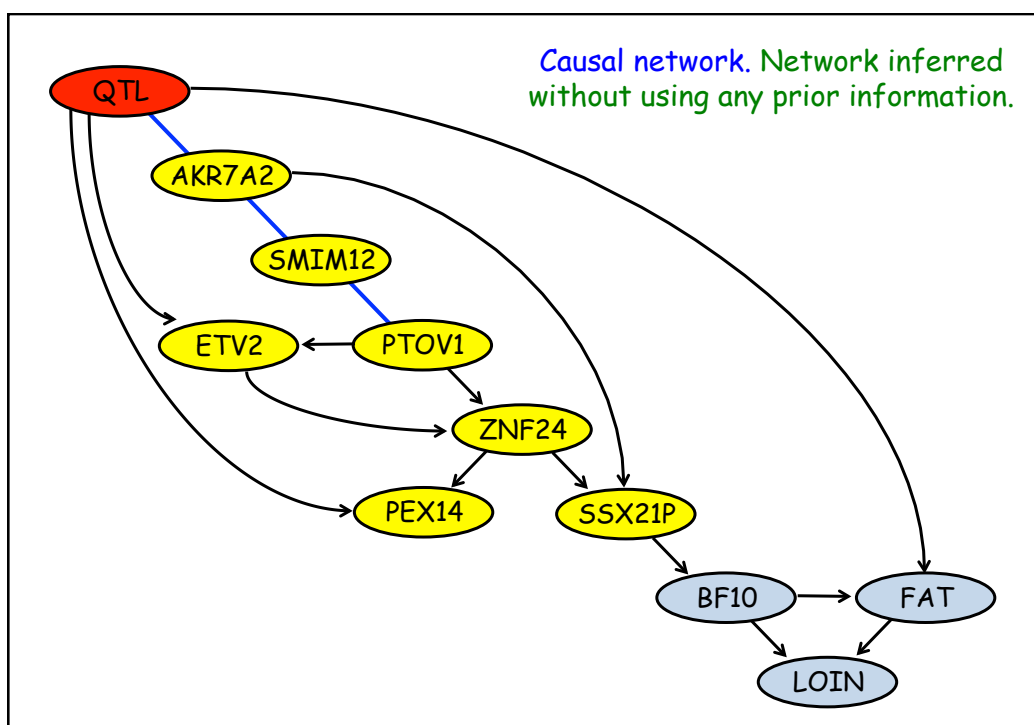 Causal network. Network inferred
without using any prior information.
QTL
AKR7A2
SMIM12
ETV2
PTOV1
ZNF24
PEX14
SSX21P
BF10
FAT
LOIN